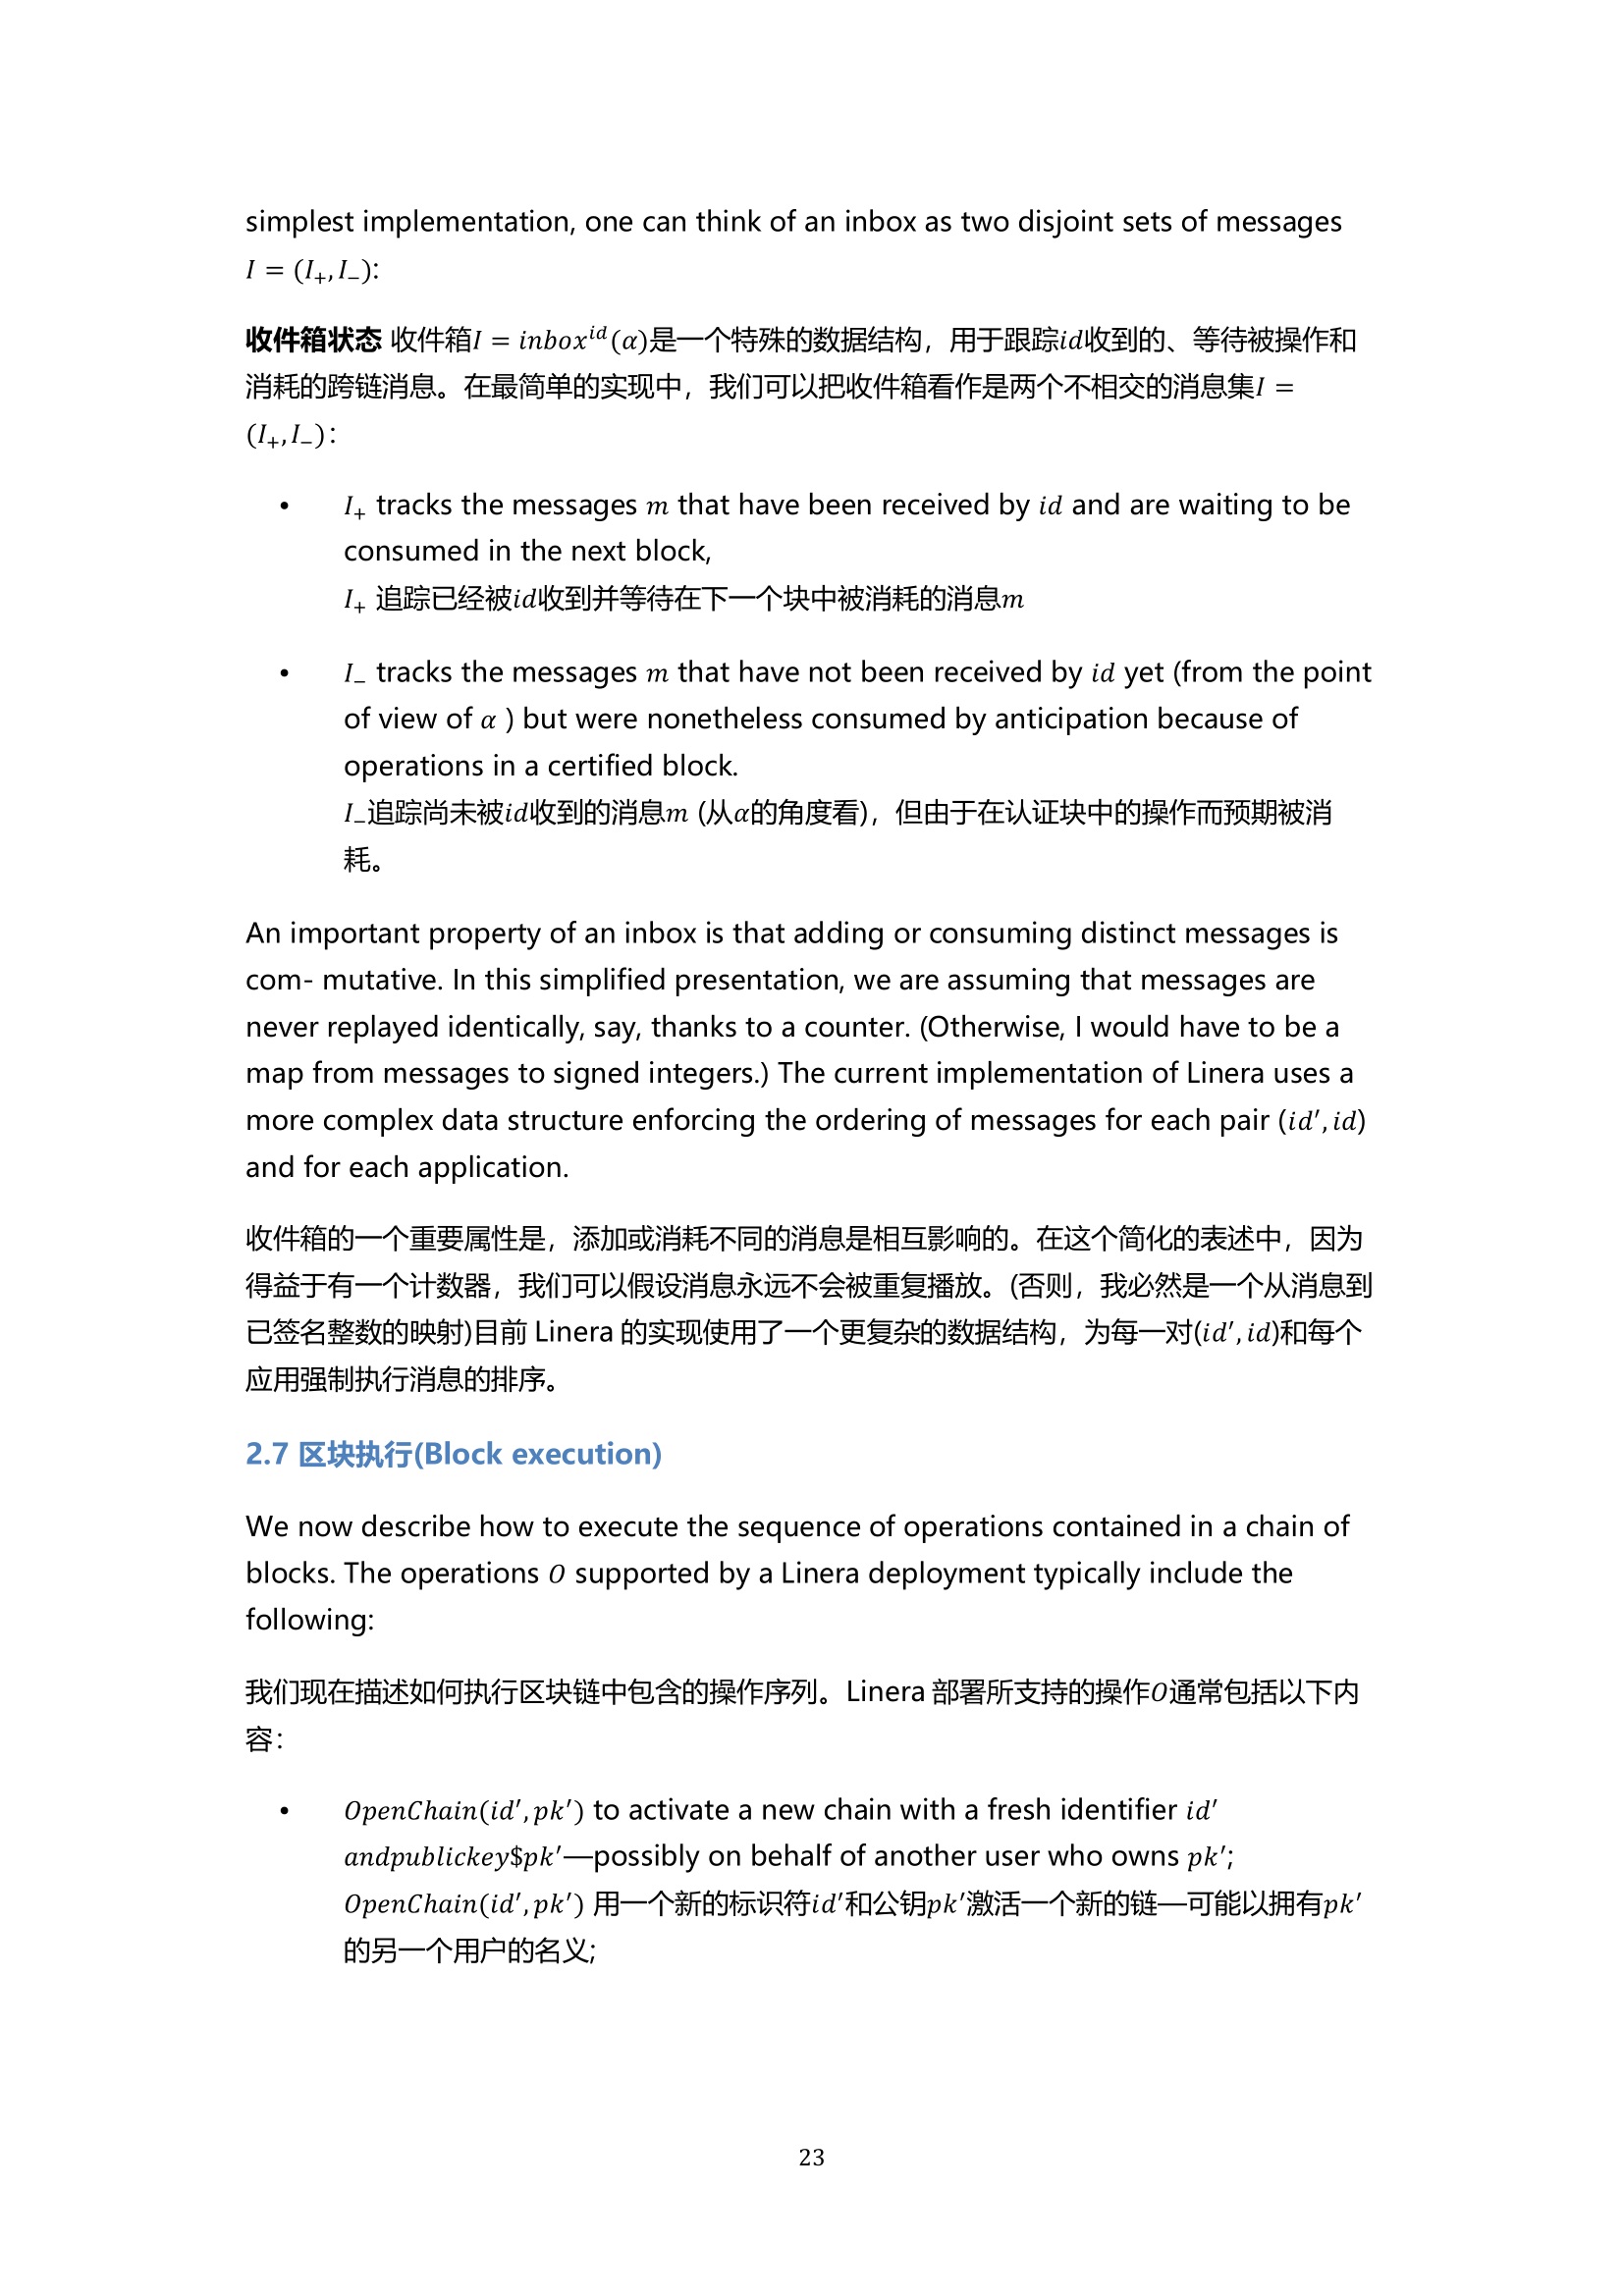 simplest implementation, one can think of an inbox as two disjoint sets of messages
I = (I₊, I₋):
收件箱状态 收件箱I = inboxⁱᵈ(α)是一个特殊的数据结构，用于跟踪id收到的、等待被操作和
消耗的跨链消息。在最简单的实现中，我们可以把收件箱看作是两个不相交的消息集I =
(I₊, I₋)：
• I₊ tracks the messages m that have been received by id and are waiting to be
consumed in the next block,
I₊ 追踪已经被id收到并等待在下一个块中被消耗的消息m
• I₋ tracks the messages m that have not been received by id yet (from the point
of view of α ) but were nonetheless consumed by anticipation because of
operations in a certified block.
I₋追踪尚未被id收到的消息m (从α的角度看)，但由于在认证块中的操作而预期被消
耗。
An important property of an inbox is that adding or consuming distinct messages is
com- mutative. In this simplified presentation, we are assuming that messages are
never replayed identically, say, thanks to a counter. (Otherwise, I would have to be a
map from messages to signed integers.) The current implementation of Linera uses a
more complex data structure enforcing the ordering of messages for each pair (id′, id)
and for each application.
收件箱的一个重要属性是，添加或消耗不同的消息是相互影响的。在这个简化的表述中，因为
得益于有一个计数器，我们可以假设消息永远不会被重复播放。(否则，我必然是一个从消息到
已签名整数的映射)目前 Linera 的实现使用了一个更复杂的数据结构，为每一对(id′, id)和每个
应用强制执行消息的排序。
2.7 区块执行(Block execution)
We now describe how to execute the sequence of operations contained in a chain of
blocks. The operations O supported by a Linera deployment typically include the
following:
我们现在描述如何执行区块链中包含的操作序列。Linera 部署所支持的操作O通常包括以下内
容：
• OpenChain(id′, pk′) to activate a new chain with a fresh identifier id′
andpublickey$pk′—possibly on behalf of another user who owns pk′;
OpenChain(id′, pk′) 用一个新的标识符id′和公钥pk′激活一个新的链—可能以拥有pk′
的另一个用户的名义;
23